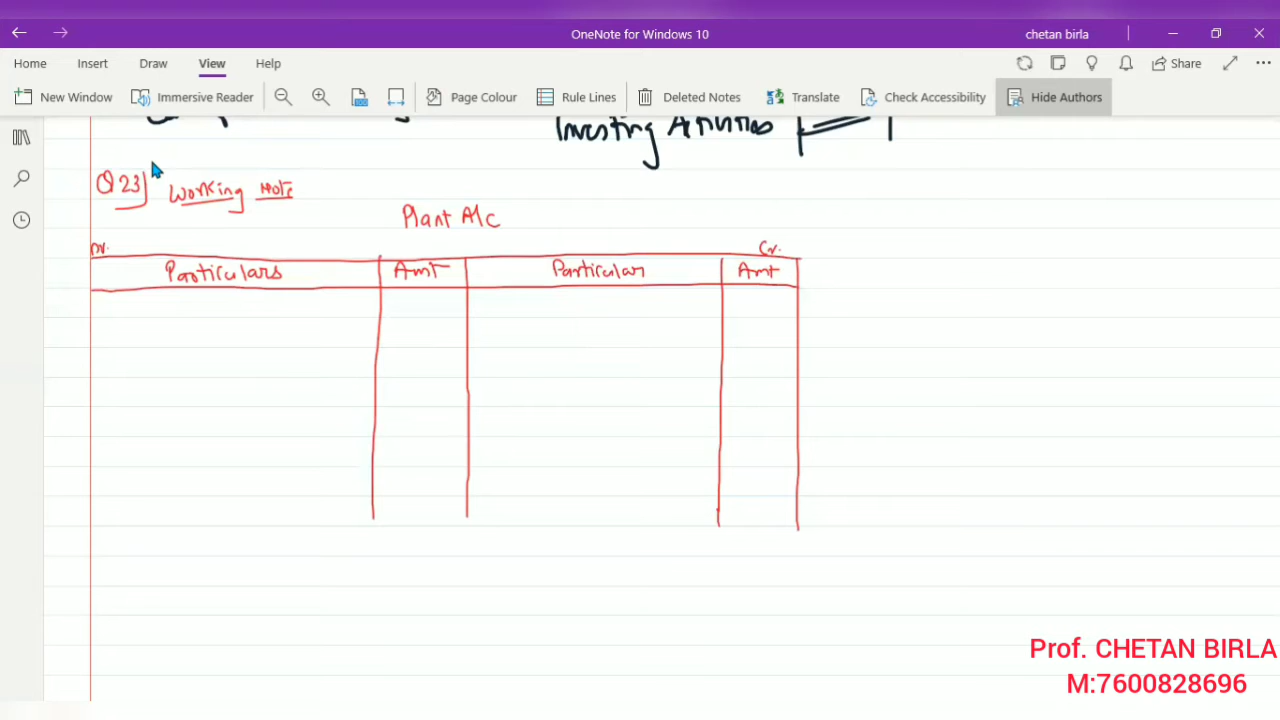 OneNote for Windows 10
chetan birla
Home Insert Draw View Help
Share
New Window Immersive Reader Page Colour Rule Lines Deleted Notes Translate Check Accessibility Hide Authors
Investing Activities
Q23) Working Note
Plant A/c
Dr. Cr.
Particulars Amt Particular Amt
Prof. CHETAN BIRLA
M:7600828696